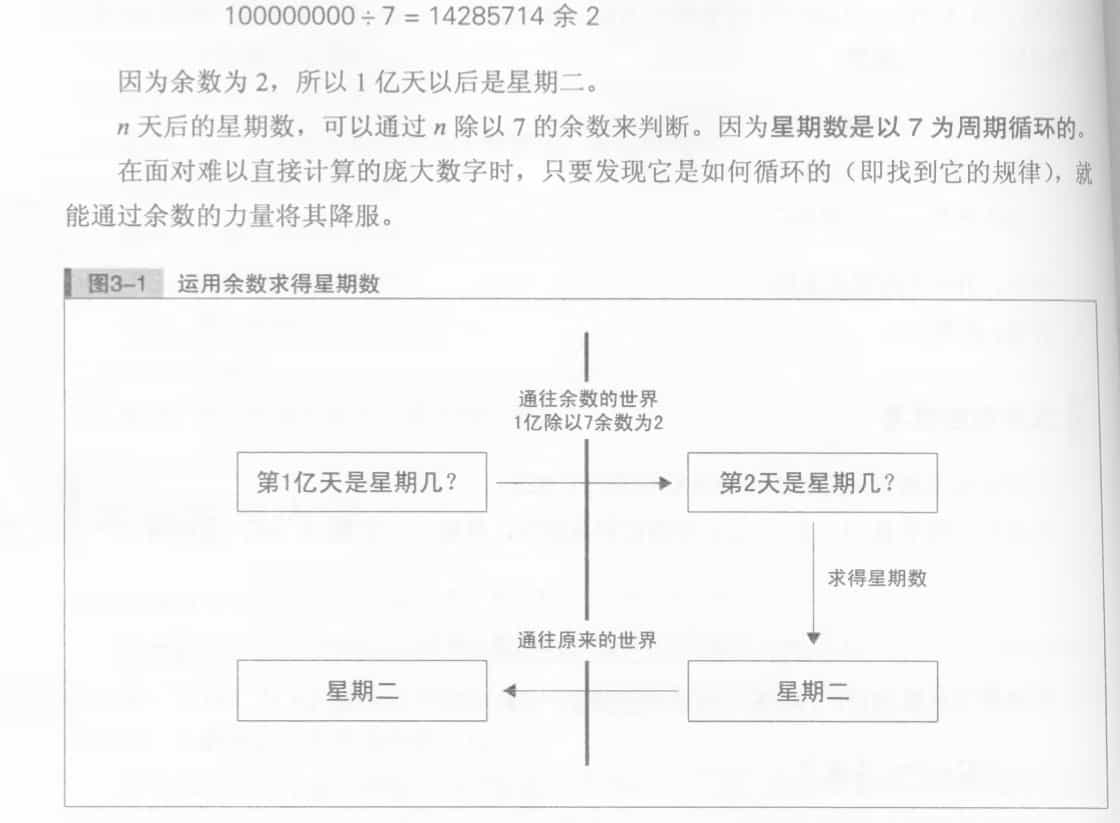 100000000÷7 = 14285714 余 2
因为余数为 2，所以 1 亿天以后是星期二。
n 天后的星期数，可以通过 n 除以 7 的余数来判断。因为星期数是以 7 为周期循环的。
在面对难以直接计算的庞大数字时，只要发现它是如何循环的（即找到它的规律），就
能通过余数的力量将其降服。
图3–1 运用余数求得星期数
通往余数的世界
1亿除以7余数为2
第1亿天是星期几？
第2天是星期几？
求得星期数
通往原来的世界
星期二
星期二